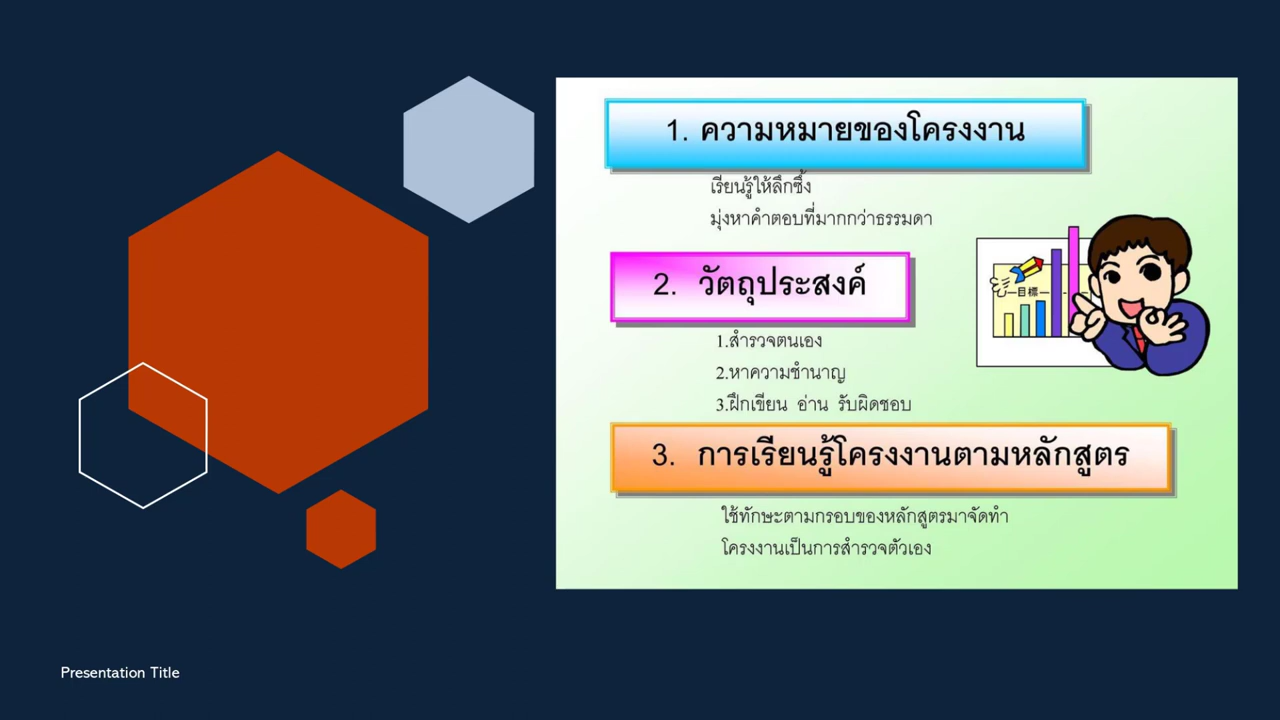 1. ความหมายของโครงงาน
เรียนรู้ให้ลึกซึ้ง
มุ่งหาคำตอบที่มากกว่าธรรมดา
2. วัตถุประสงค์
目標
1.สำรวจตนเอง
2.หาความชำนาญ
3.ฝึกเขียน อ่าน รับผิดชอบ
3. การเรียนรู้โครงงานตามหลักสูตร
ใช้ทักษะตามกรอบของหลักสูตรมาจัดทำ
โครงงานเป็นการสำรวจตัวเอง
Presentation Title